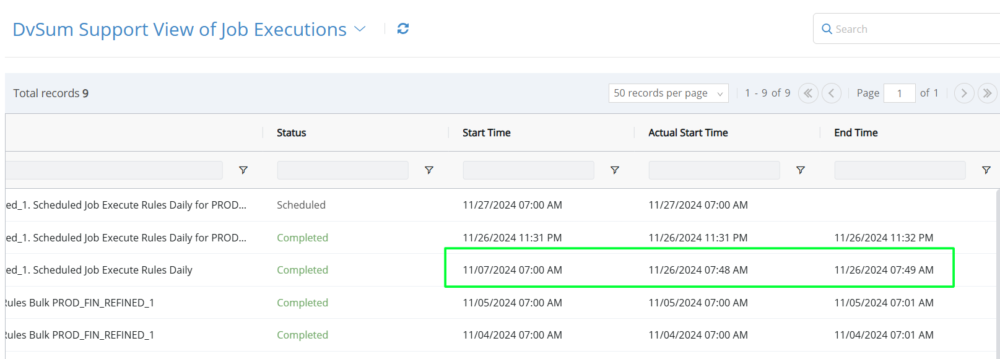 DvSum Support View of Job Executions
Search
Total records 9
50 records per page
1 - 9 of 9
Page 1 of 1
Status Start Time Actual Start Time End Time
ed_1. Scheduled Job Execute Rules Daily for PROD... Scheduled 11/27/2024 07:00 AM 11/27/2024 07:00 AM
ed_1. Scheduled Job Execute Rules Daily for PROD... Completed 11/26/2024 11:31 PM 11/26/2024 11:31 PM 11/26/2024 11:32 PM
ed_1. Scheduled Job Execute Rules Daily Completed 11/07/2024 07:00 AM 11/26/2024 07:48 AM 11/26/2024 07:49 AM
Rules Bulk PROD_FIN_REFINED_1 Completed 11/05/2024 07:00 AM 11/05/2024 07:00 AM 11/05/2024 07:01 AM
Rules Bulk PROD_FIN_REFINED_1 Completed 11/04/2024 07:00 AM 11/04/2024 07:00 AM 11/04/2024 07:01 AM